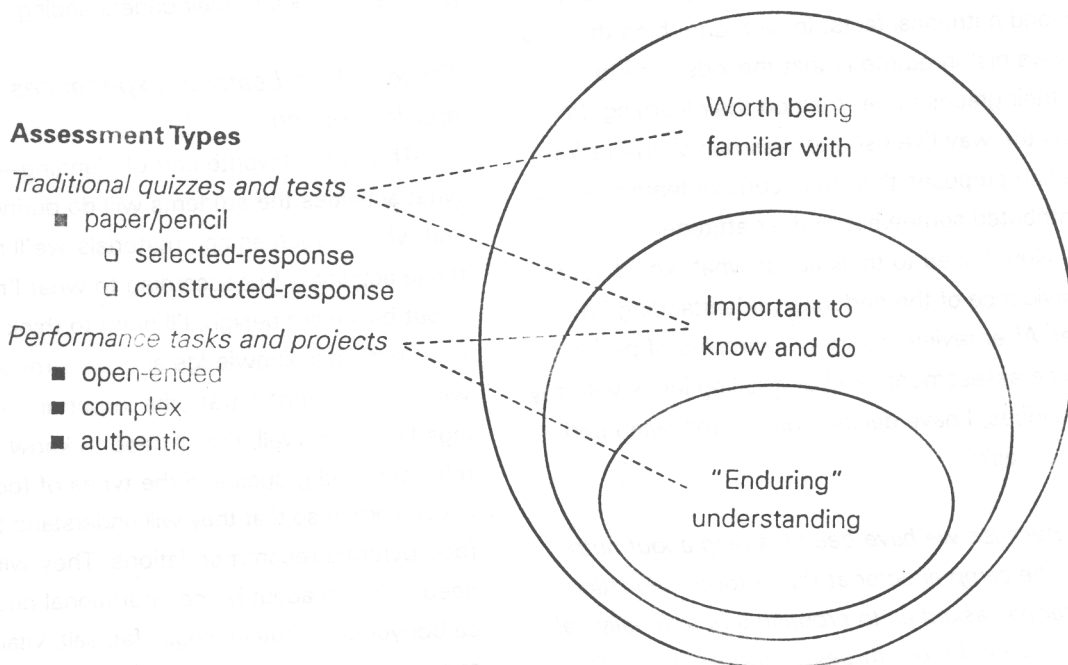 Assessment Types
Traditional quizzes and tests
■ paper/pencil
□ selected-response
□ constructed-response
Performance tasks and projects
■ open-ended
■ complex
■ authentic
Worth being
familiar with
Important to
know and do
"Enduring"
understanding